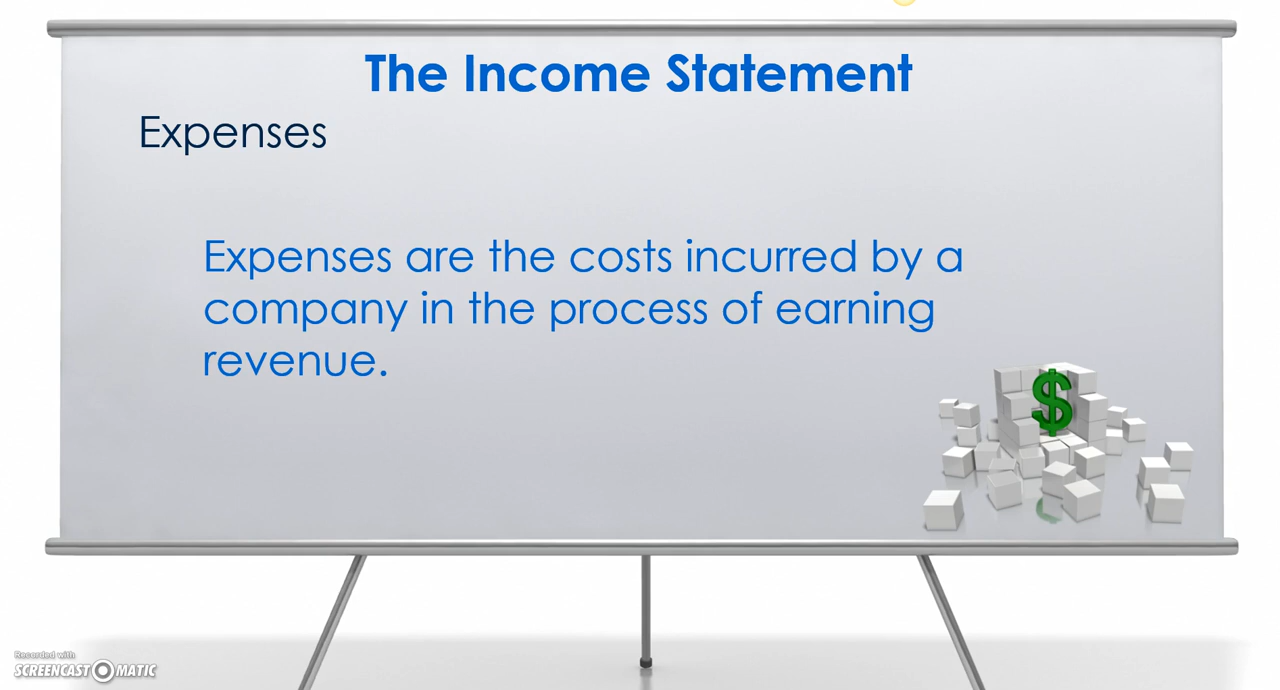 The Income Statement
Expenses
Expenses are the costs incurred by a
company in the process of earning
revenue.
$
Recorded with
SCREENCAST O MATIC